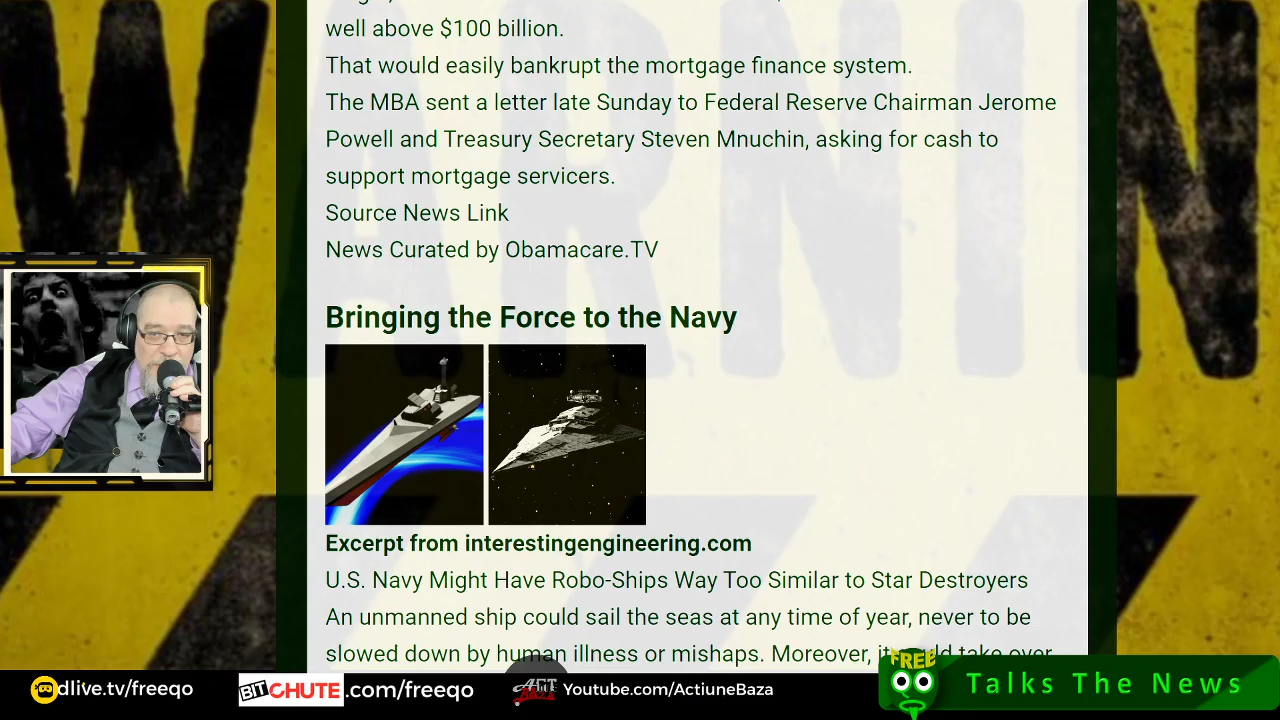 well above $100 billion.
That would easily bankrupt the mortgage finance system.
The MBA sent a letter late Sunday to Federal Reserve Chairman Jerome
Powell and Treasury Secretary Steven Mnuchin, asking for cash to
support mortgage servicers.
Source News Link
News Curated by Obamacare.TV
Bringing the Force to the Navy
Excerpt from interestingengineering.com
U.S. Navy Might Have Robo-Ships Way Too Similar to Star Destroyers
An unmanned ship could sail the seas at any time of year, never to be
slowed down by human illness or mishaps. Moreover, take over
dlive.tv/freeqo
BITCHUTE.com/freeqo
Youtube.com/ActiuneBaza
FREE
Talks The News